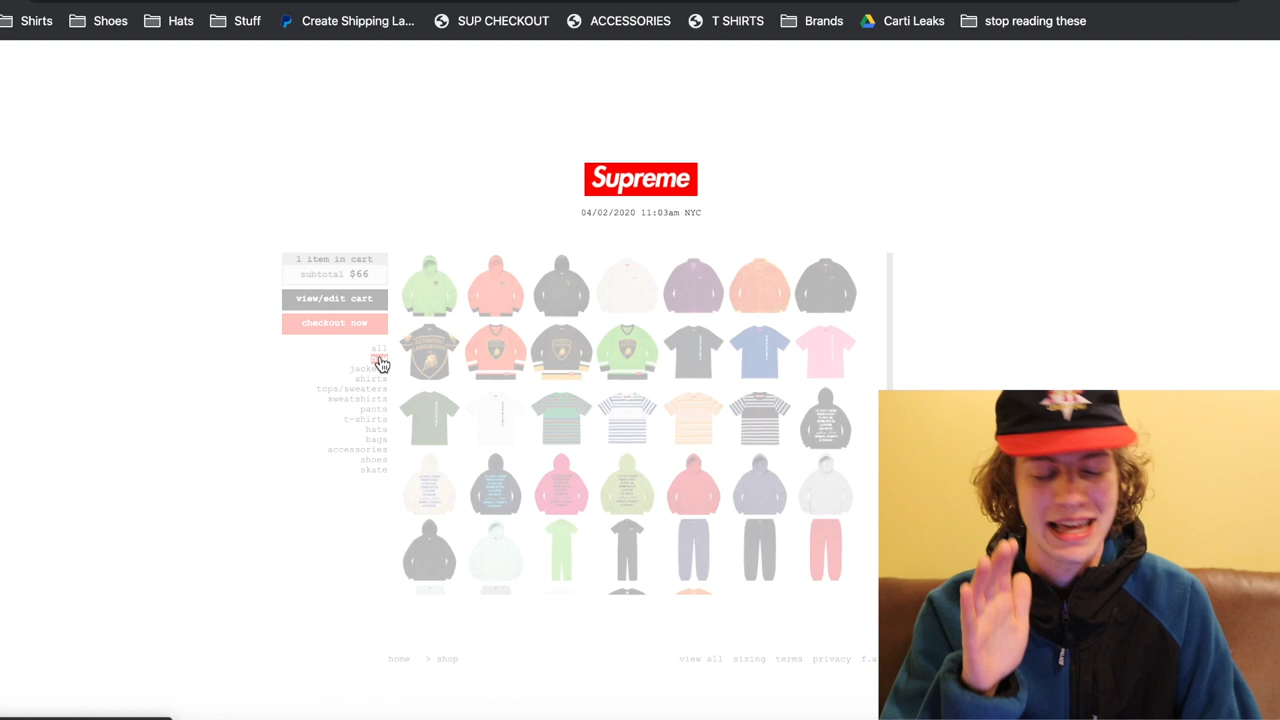 Shirts Shoes Hats Stuff Create Shipping La... SUP CHECKOUT ACCESSORIES T SHIRTS Brands Carti Leaks stop reading these
Supreme
04/02/2020 11:03am NYC
1 item in cart
subtotal $66
view/edit cart
checkout now
all
shirts
tops/sweaters
sweatshirts
pants
t-shirts
hats
bags
accessories
shoes
skate
home > shop
view all sizing terms privacy
PALACE